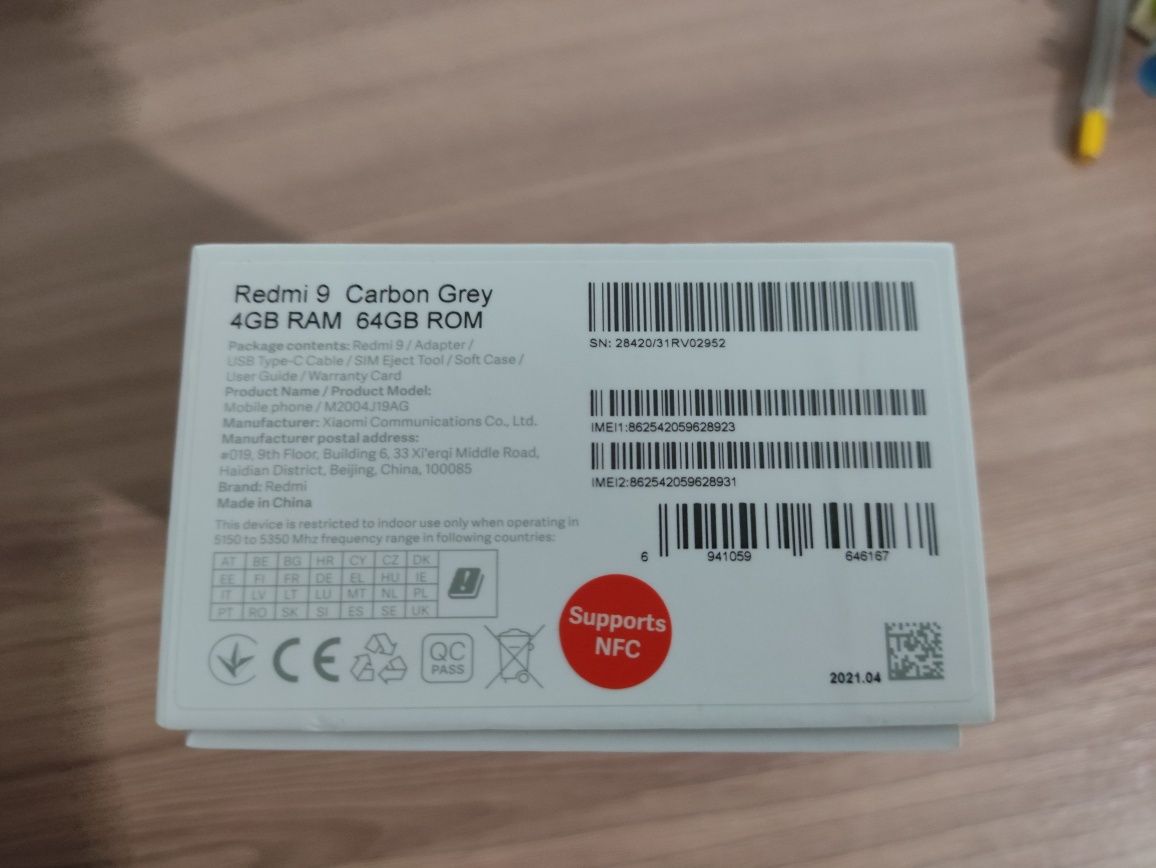 Redmi 9 Carbon Grey
4GB RAM 64GB ROM
Package contents: Redmi 9 / Adapter /
USB Type-C Cable / SIM Eject Tool / Soft Case /
User Guide / Warranty Card
Product Name / Product Model:
Mobile phone / M2004J19AG
Manufacturer: Xiaomi Communications Co., Ltd.
Manufacturer postal address:
#019, 9th Floor, Building 6, 33 Xi'erqi Middle Road,
Haidian District, Beijing, China, 100085
Brand: Redmi
Made in China
This device is restricted to indoor use only when operating in
5150 to 5350 Mhz frequency range in following countries:
AT BE BG HR CY CZ DK
EE FI FR DE EL HU IE
IT LV LT LU MT NL PL
PT RO SK SI ES SE UK
CE
QC
PASS
SN: 28420/31RV02952
IMEI1:862542059628923
IMEI2:862542059628931
6 941059 646167
Supports
NFC
2021.04